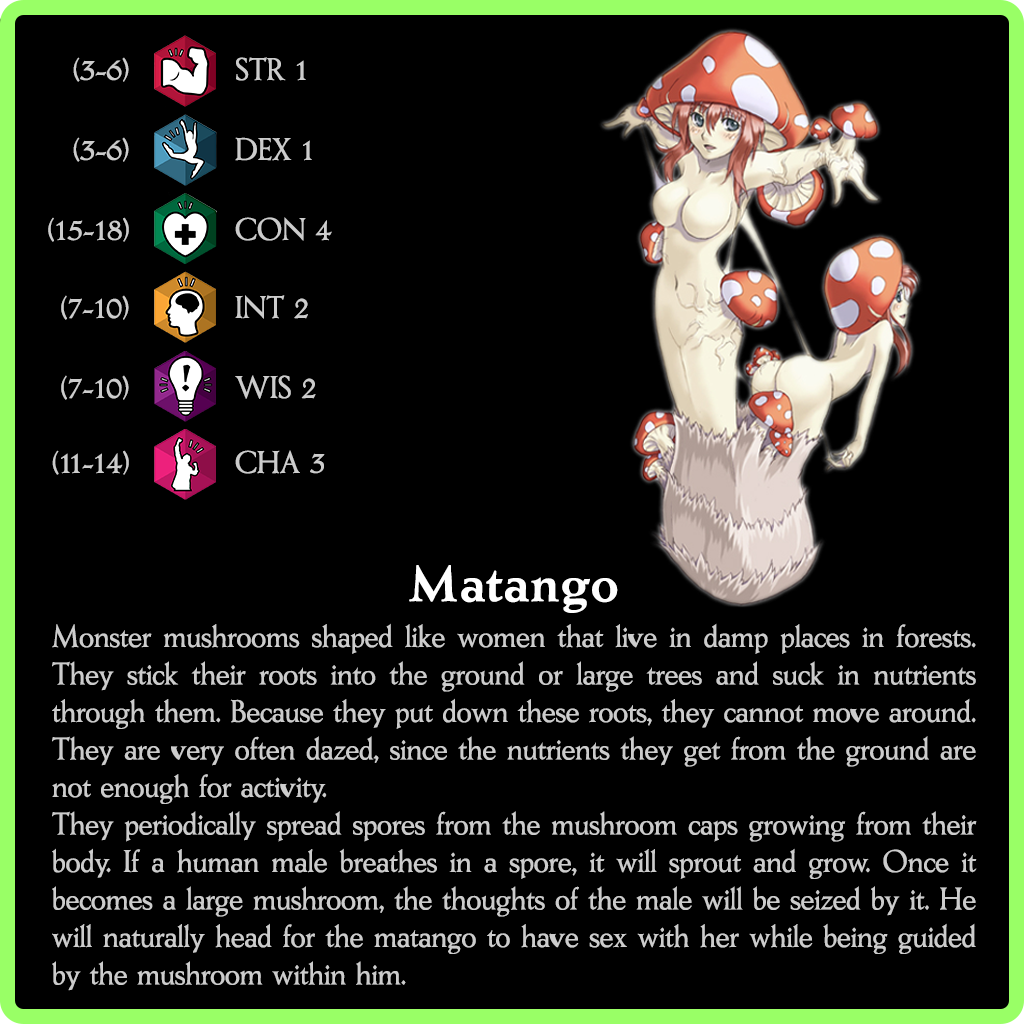 (3-6) STR 1
(3-6) DEX 1
(15-18) CON 4
(7-10) INT 2
(7-10) WIS 2
(11-14) CHA 3
Matango
Monster mushrooms shaped like women that live in damp places in forests.
They stick their roots into the ground or large trees and suck in nutrients
through them. Because they put down these roots, they cannot move around.
They are very often dazed, since the nutrients they get from the ground are
not enough for activity.
They periodically spread spores from the mushroom caps growing from their
body. If a human male breathes in a spore, it will sprout and grow. Once it
becomes a large mushroom, the thoughts of the male will be seized by it. He
will naturally head for the matango to have sex with her while being guided
by the mushroom within him.